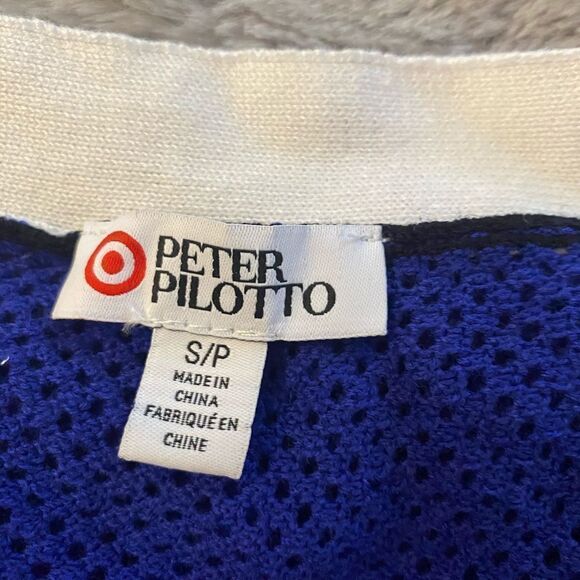 PETER
PILOTTO
S/P
MADE IN
CHINA
FABRIQUÉ EN
CHINE